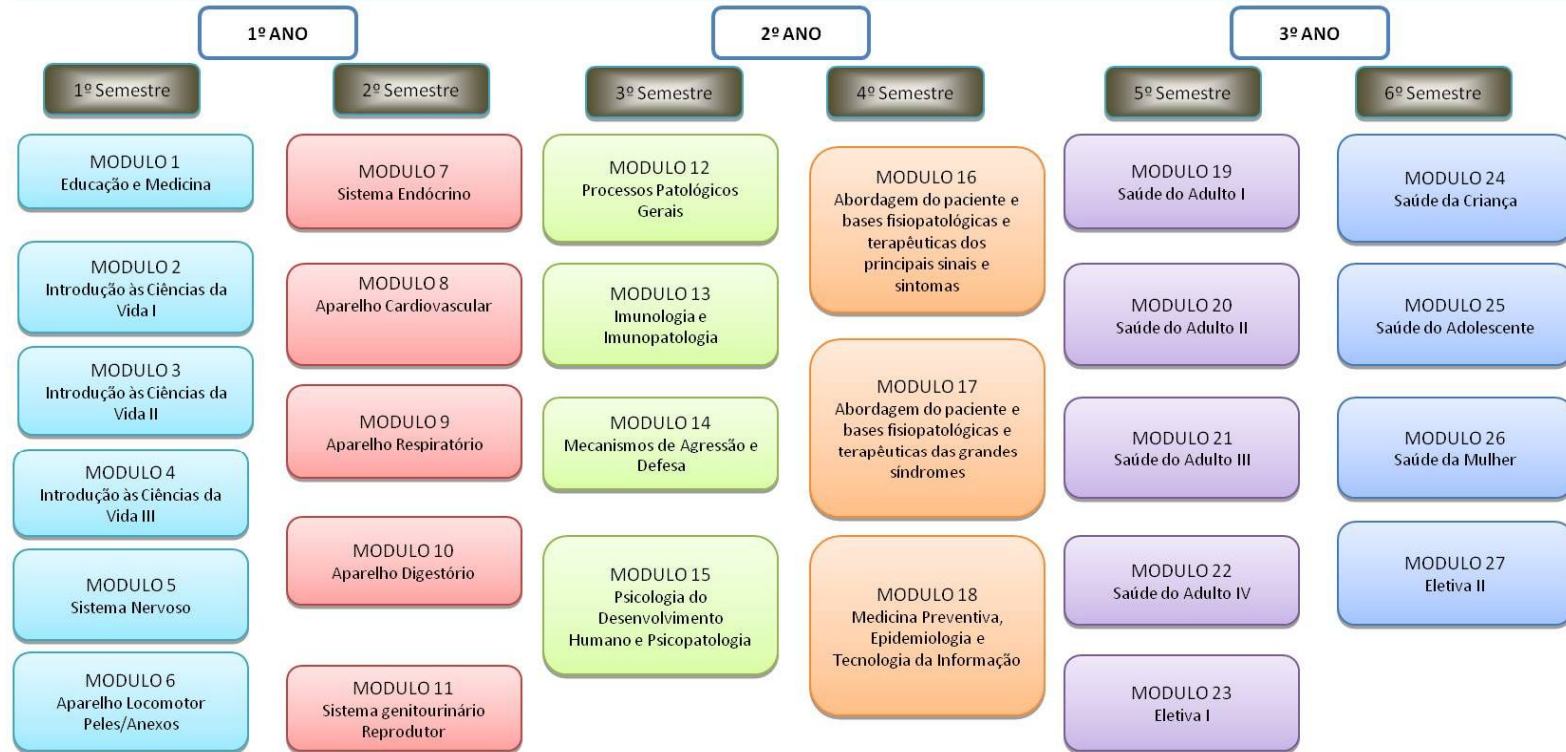 1º ANO
2º ANO
3º ANO
1º Semestre
2º Semestre
3º Semestre
4º Semestre
5º Semestre
6º Semestre
MODULO 1
Educação e Medicina
MODULO 2
Introdução às Ciências da
Vida I
MODULO 3
Introdução às Ciências da
Vida II
MODULO 4
Introdução às Ciências da
Vida III
MODULO 5
Sistema Nervoso
MODULO 6
Aparelho Locomotor
Peles/Anexos
MODULO 7
Sistema Endócrino
MODULO 8
Aparelho Cardiovascular
MODULO 9
Aparelho Respiratório
MODULO 10
Aparelho Digestório
MODULO 11
Sistema genitourinário
Reprodutor
MODULO 12
Processos Patológicos
Gerais
MODULO 13
Imunologia e
Imunopatologia
MODULO 14
Mecanismos de Agressão e
Defesa
MODULO 15
Psicologia do
Desenvolvimento
Humano e Psicopatologia
MODULO 16
Abordagem do paciente e
bases fisiopatológicas e
terapêuticas dos
principais sinais e
sintomas
MODULO 17
Abordagem do paciente e
bases fisiopatológicas e
terapêuticas das grandes
síndromes
MODULO 18
Medicina Preventiva,
Epidemiologia e
Tecnologia da Informação
MODULO 19
Saúde do Adulto I
MODULO 20
Saúde do Adulto II
MODULO 21
Saúde do Adulto III
MODULO 22
Saúde do Adulto IV
MODULO 23
Eletiva I
MODULO 24
Saúde da Criança
MODULO 25
Saúde do Adolescente
MODULO 26
Saúde da Mulher
MODULO 27
Eletiva II